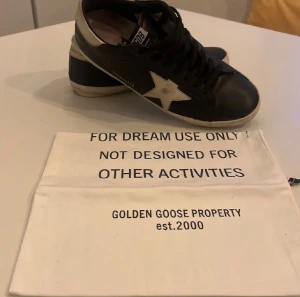 FOR DREAM USE ONLY
NOT DESIGNED FOR
OTHER ACTIVITIES
GOLDEN GOOSE PROPERTY
est.2000